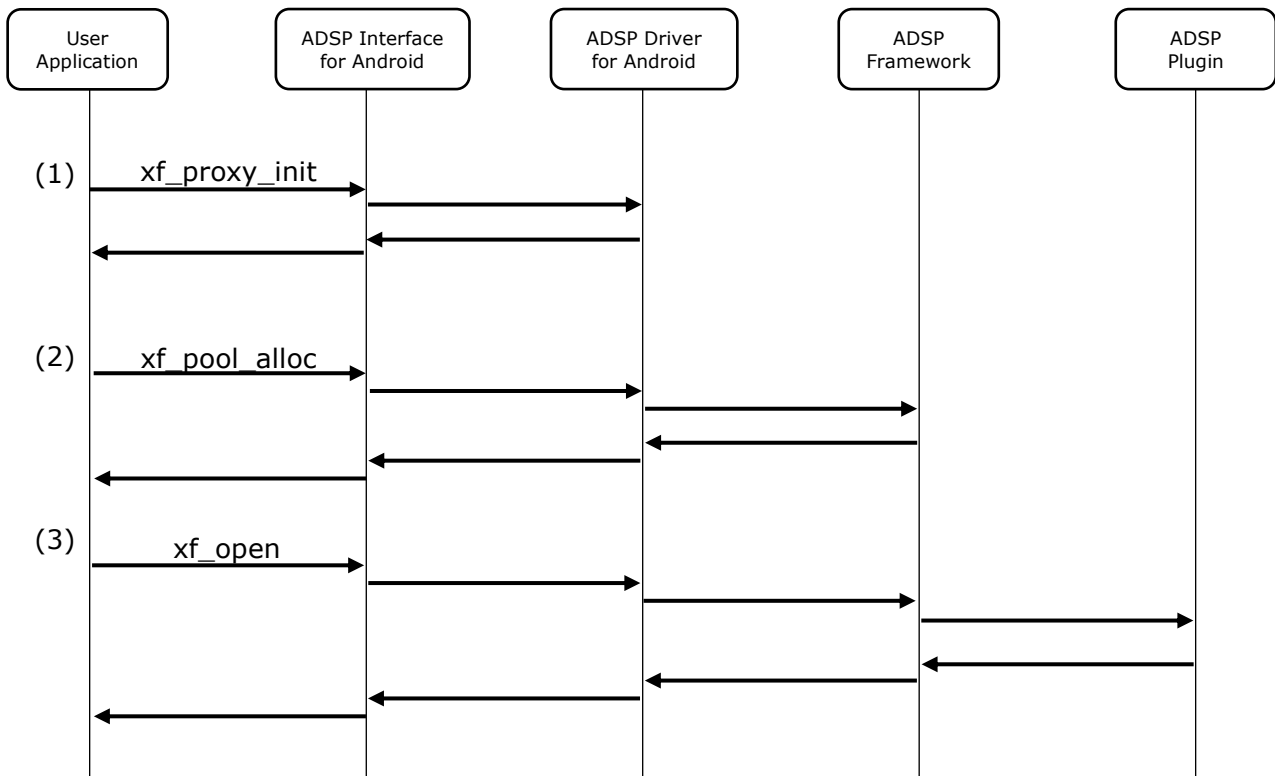 User
Application
ADSP Interface
for Android
ADSP Driver
for Android
ADSP
Framework
ADSP
Plugin
(1) xf_proxy_init
(2) xf_pool_alloc
(3) xf_open